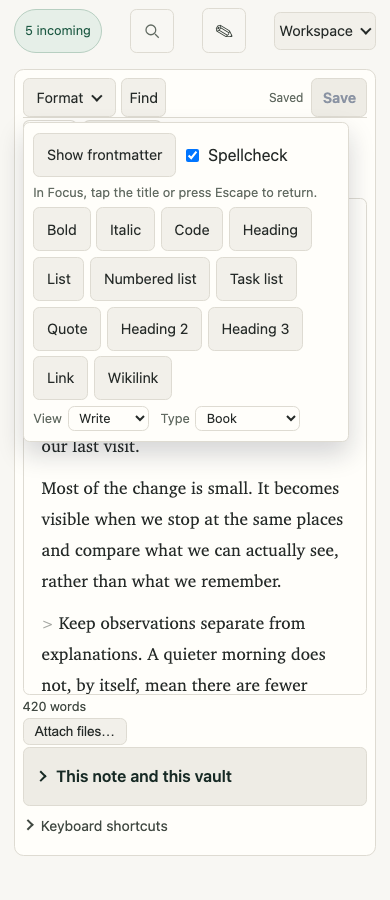 5 incoming
Workspace
Format
Find
Saved
Save
Show frontmatter
Spellcheck
In Focus, tap the title or press Escape to return.
Bold
Italic
Code
Heading
List
Numbered list
Task list
Quote
Heading 2
Heading 3
Link
Wikilink
View
Write
Type
Book
our last visit.
Most of the change is small. It becomes
visible when we stop at the same places
and compare what we can actually see,
rather than what we remember.
> Keep observations separate from
explanations. A quieter morning does
not, by itself, mean there are fewer
420 words
Attach files…
This note and this vault
Keyboard shortcuts